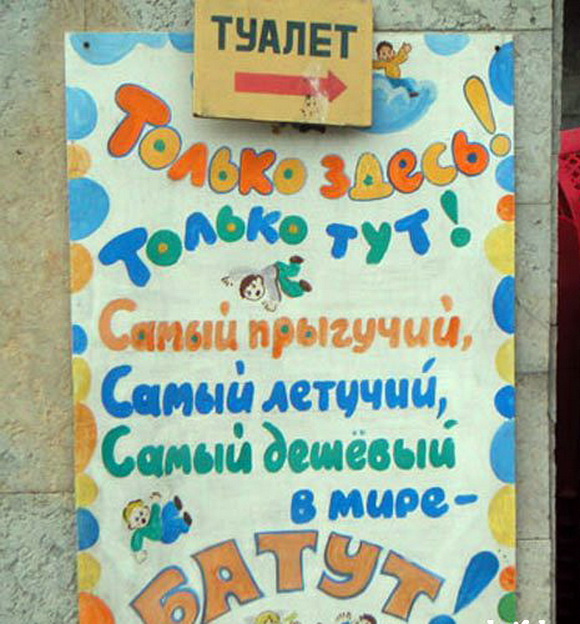 ТУАЛЕТ
Только здесь!
Только тут!
Самый прыгучий,
Самый летучий,
Самый дешёвый
в мире-
БАТУТ!